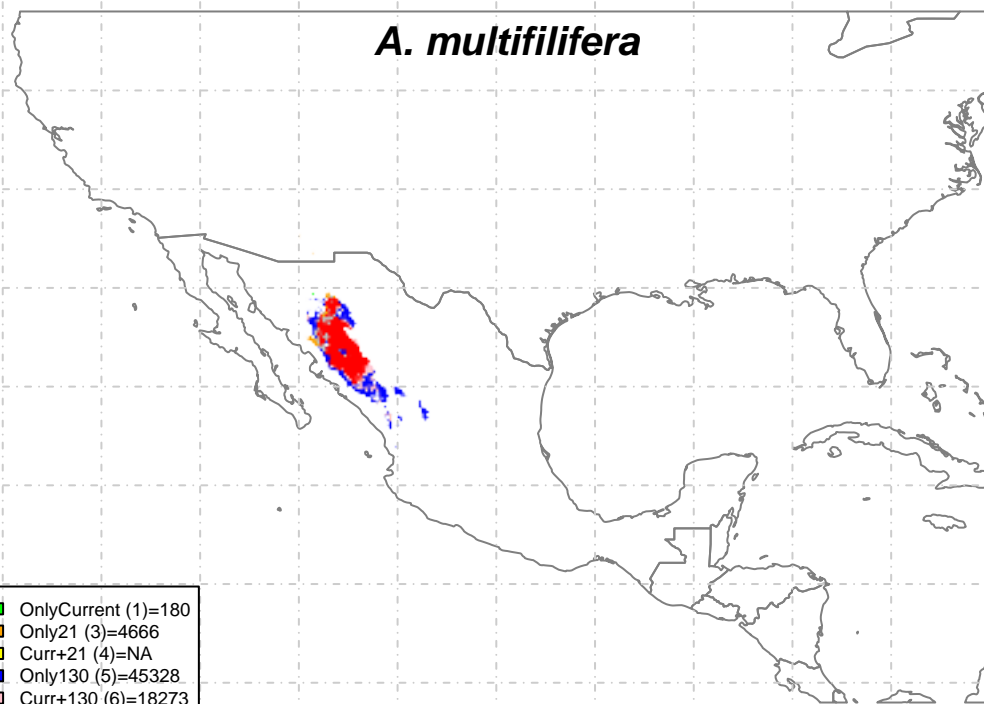 A. multifilifera
OnlyCurrent (1)=180
Only21 (3)=4666
Curr+21 (4)=NA
Only130 (5)=45328
Curr+130 (6)=18273